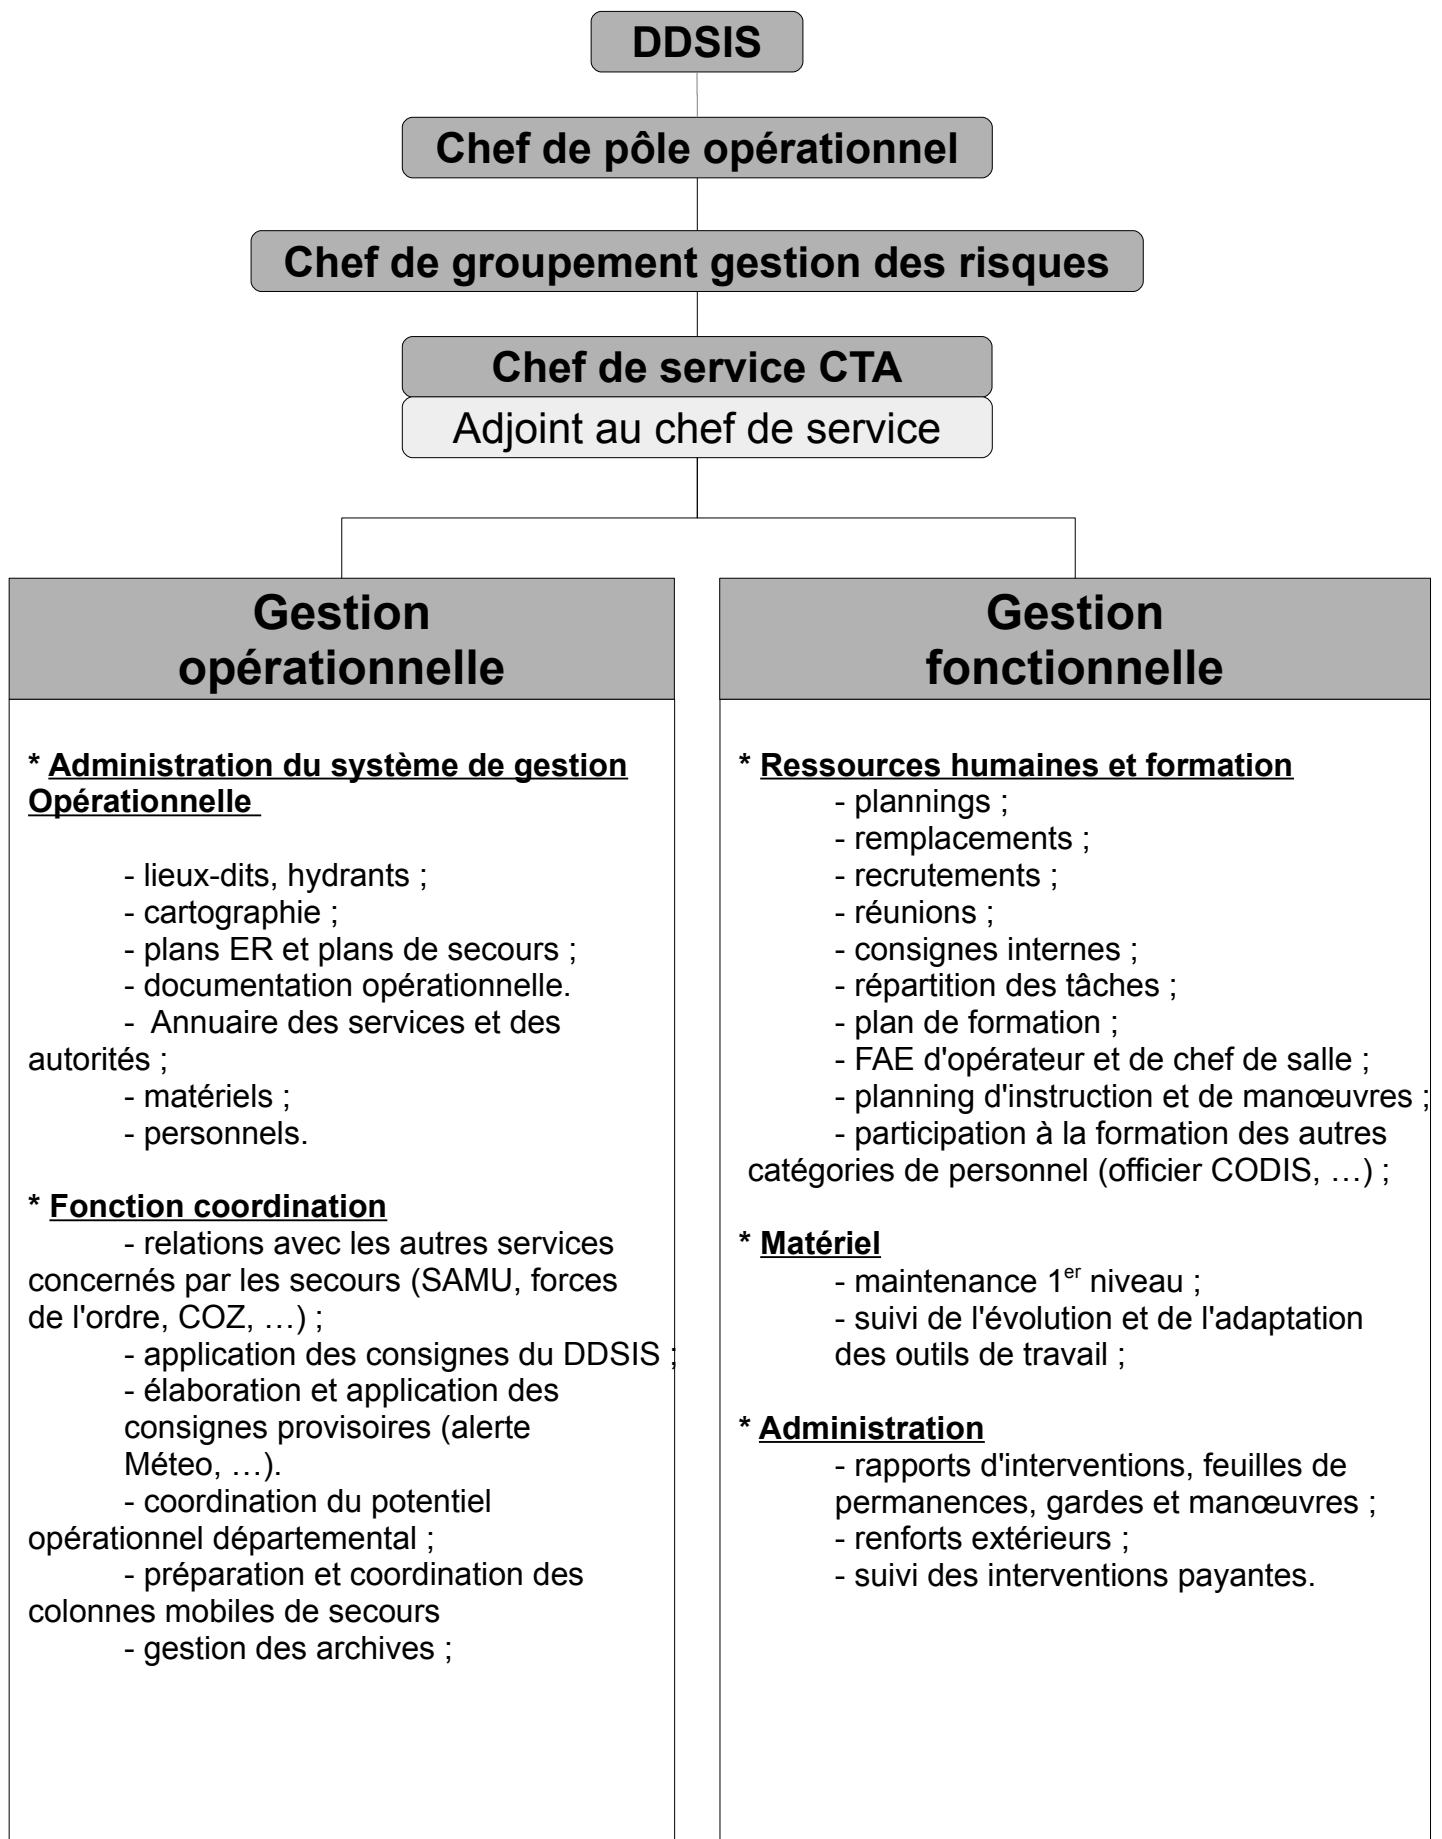 DDSIS
Chef de pôle opérationnel
Chef de groupement gestion des risques
Chef de service CTA
Adjoint au chef de service
Gestion
opérationnelle
* Administration du système de gestion
Opérationnelle
- lieux-dits, hydrants ;
- cartographie ;
- plans ER et plans de secours ;
- documentation opérationnelle.
- Annuaire des services et des
autorités ;
- matériels ;
- personnels.
* Fonction coordination
- relations avec les autres services
concernés par les secours (SAMU, forces
de l'ordre, COZ, …) ;
- application des consignes du DDSIS ;
- élaboration et application des
consignes provisoires (alerte
Méteo, …).
- coordination du potentiel
opérationnel départemental ;
- préparation et coordination des
colonnes mobiles de secours
- gestion des archives ;
Gestion
fonctionnelle
* Ressources humaines et formation
- plannings ;
- remplacements ;
- recrutements ;
- réunions ;
- consignes internes ;
- répartition des tâches ;
- plan de formation ;
- FAE d'opérateur et de chef de salle ;
- planning d'instruction et de manœuvres ;
- participation à la formation des autres
catégories de personnel (officier CODIS, …) ;
* Matériel
- maintenance 1er niveau ;
- suivi de l'évolution et de l'adaptation
des outils de travail ;
* Administration
- rapports d'interventions, feuilles de
permanences, gardes et manœuvres ;
- renforts extérieurs ;
- suivi des interventions payantes.